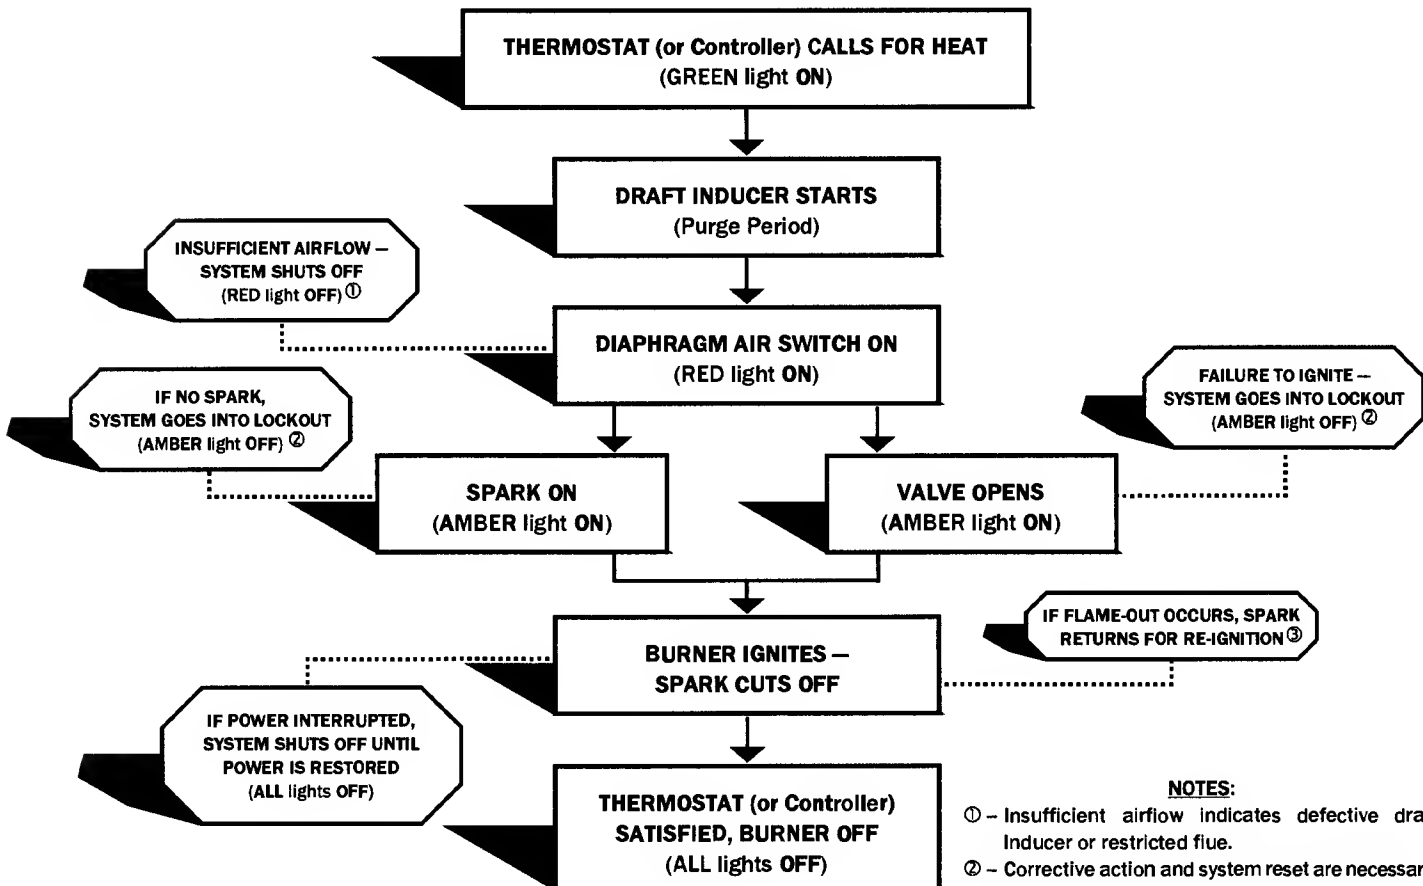 THERMOSTAT (or Controller) CALLS FOR HEAT
(GREEN light ON)
DRAFT INDUCER STARTS
(Purge Period)
INSUFFICIENT AIRFLOW —
SYSTEM SHUTS OFF
(RED light OFF) ①
DIAPHRAGM AIR SWITCH ON
(RED light ON)
IF NO SPARK,
SYSTEM GOES INTO LOCKOUT
(AMBER light OFF) ②
FAILURE TO IGNITE —
SYSTEM GOES INTO LOCKOUT
(AMBER light OFF) ②
SPARK ON
(AMBER light ON)
VALVE OPENS
(AMBER light ON)
IF FLAME-OUT OCCURS, SPARK
RETURNS FOR RE-IGNITION ③
BURNER IGNITES —
SPARK CUTS OFF
IF POWER INTERRUPTED,
SYSTEM SHUTS OFF UNTIL
POWER IS RESTORED
(ALL lights OFF)
THERMOSTAT (or Controller)
SATISFIED, BURNER OFF
(ALL lights OFF)
NOTES:
① – Insufficient airflow indicates defective dra
Inducer or restricted flue.
② – Corrective action and system reset are necessar